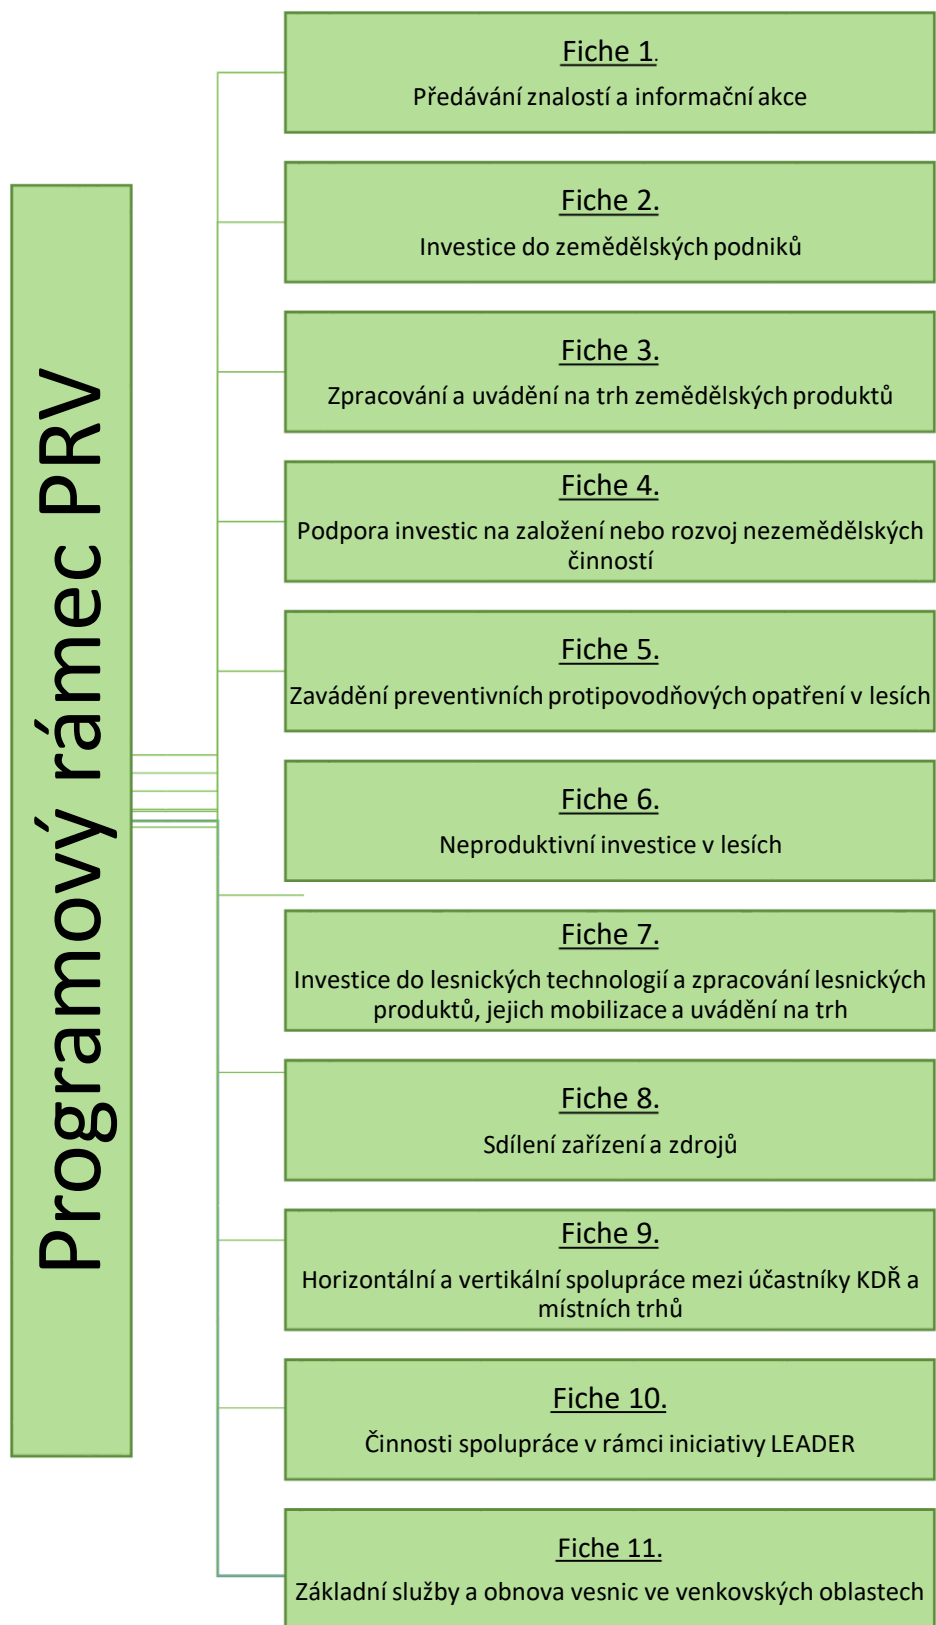 Programový rámec PRV
Fiche 1.
Předávání znalostí a informační akce
Fiche 2.
Investice do zemědělských podniků
Fiche 3.
Zpracování a uvádění na trh zemědělských produktů
Fiche 4.
Podpora investic na založení nebo rozvoj nezemědělských
činností
Fiche 5.
Zavádění preventivních protipovodňových opatření v lesích
Fiche 6.
Neproduktivní investice v lesích
Fiche 7.
Investice do lesnických technologií a zpracování lesnických
produktů, jejich mobilizace a uvádění na trh
Fiche 8.
Sdílení zařízení a zdrojů
Fiche 9.
Horizontální a vertikální spolupráce mezi účastníky KDŘ a
místních trhů
Fiche 10.
Činnosti spolupráce v rámci iniciativy LEADER
Fiche 11.
Základní služby a obnova vesnic ve venkovských oblastech